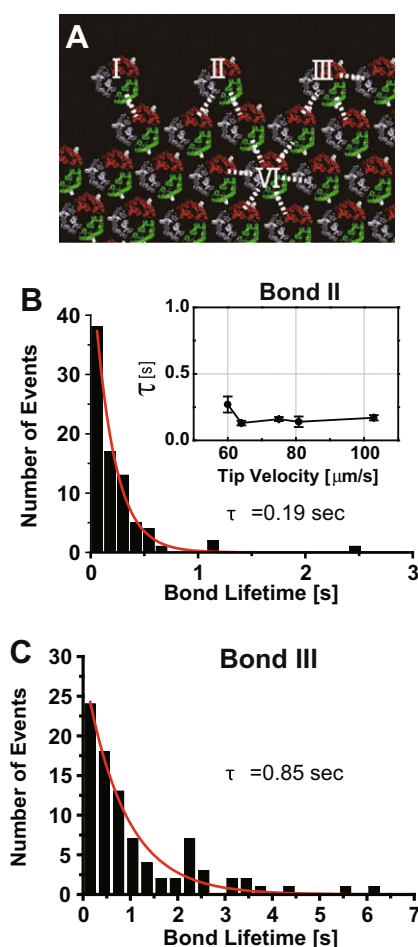 A
I
II
III
VI
B
Bond II
40
30
20
10
0
Number of Events
1.0
0.5
0.0
τ [s]
60
80
100
Tip Velocity [μm/s]
τ =0.19 sec
0
1
2
3
Bond Lifetime [s]
C
Bond III
30
25
20
15
10
5
0
Number of Events
τ =0.85 sec
0
1
2
3
4
5
6
7
Bond Lifetime [s]